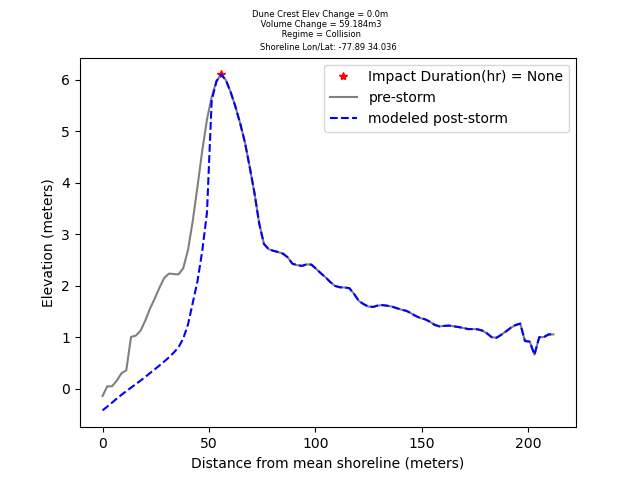 Dune Crest Elev Change = 0.0m
Volume Change = 59.184m3
Regime = Collision
Shoreline Lon/Lat: -77.89 34.036
Impact Duration(hr) = None
pre-storm
modeled post-storm
Elevation (meters)
6
5
4
3
2
1
0
0 50 100 150 200
Distance from mean shoreline (meters)